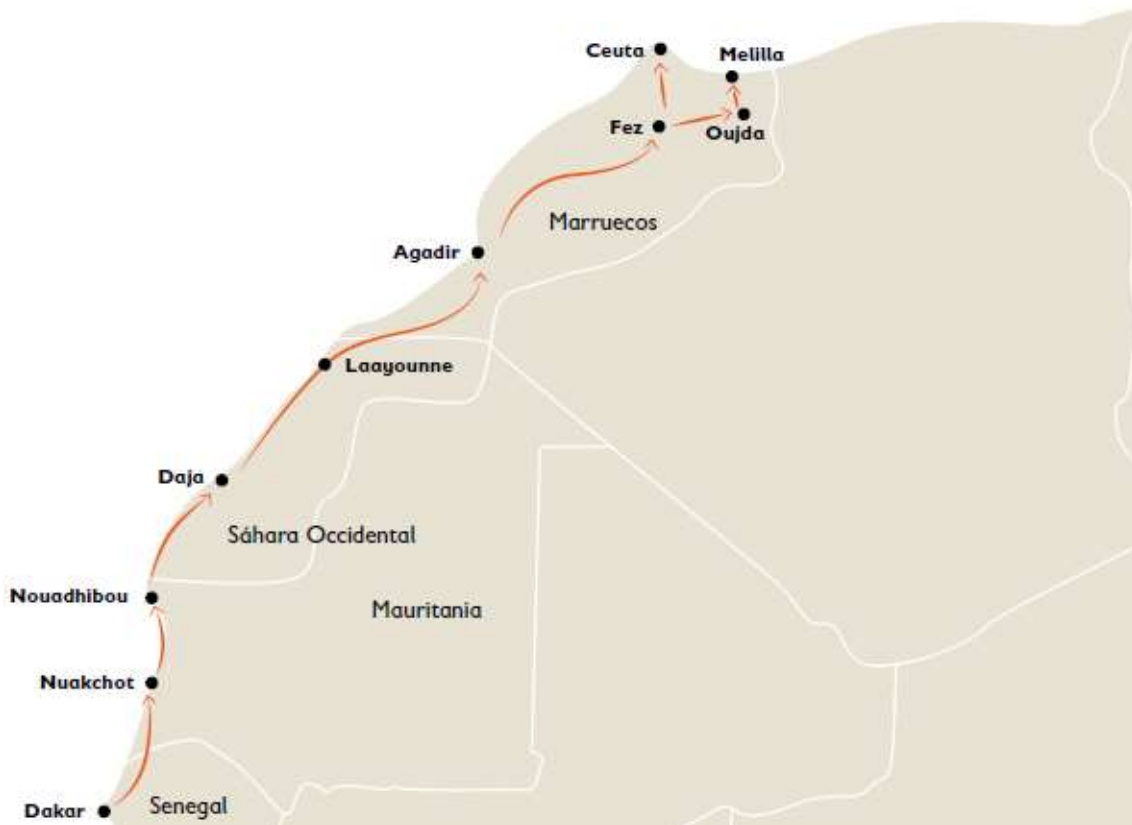 Ceuta
Melilla
Fez
Oujda
Marruecos
Agadir
Laayounne
Daja
Sáhara Occidental
Nouadhibou
Mauritania
Nuakchot
Dakar
Senegal